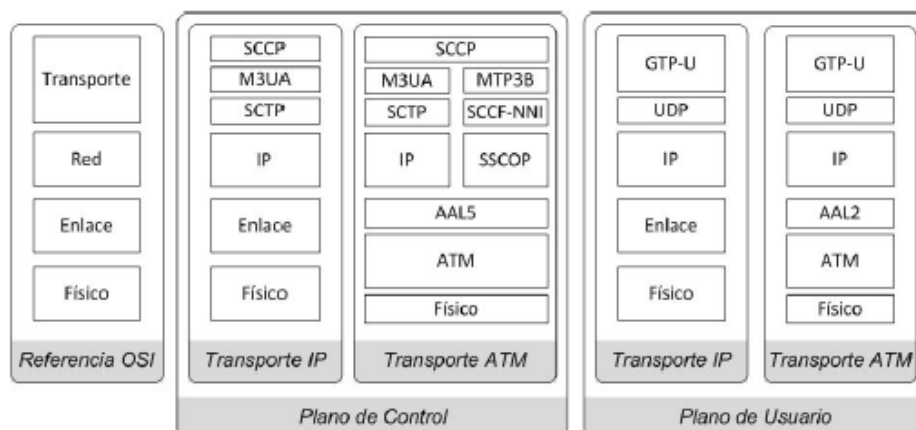 Transporte
Red
Enlace
Físico
Referencia OSI
SCCP
M3UA
SCTP
IP
Enlace
Físico
Transporte IP
SCCP
M3UA
MTP3B
SCTP
SCCF-NNI
IP
SSCOP
AAL5
ATM
Físico
Transporte ATM
Plano de Control
GTP-U
UDP
IP
Enlace
Físico
Transporte IP
GTP-U
UDP
IP
AAL2
ATM
Físico
Transporte ATM
Plano de Usuario